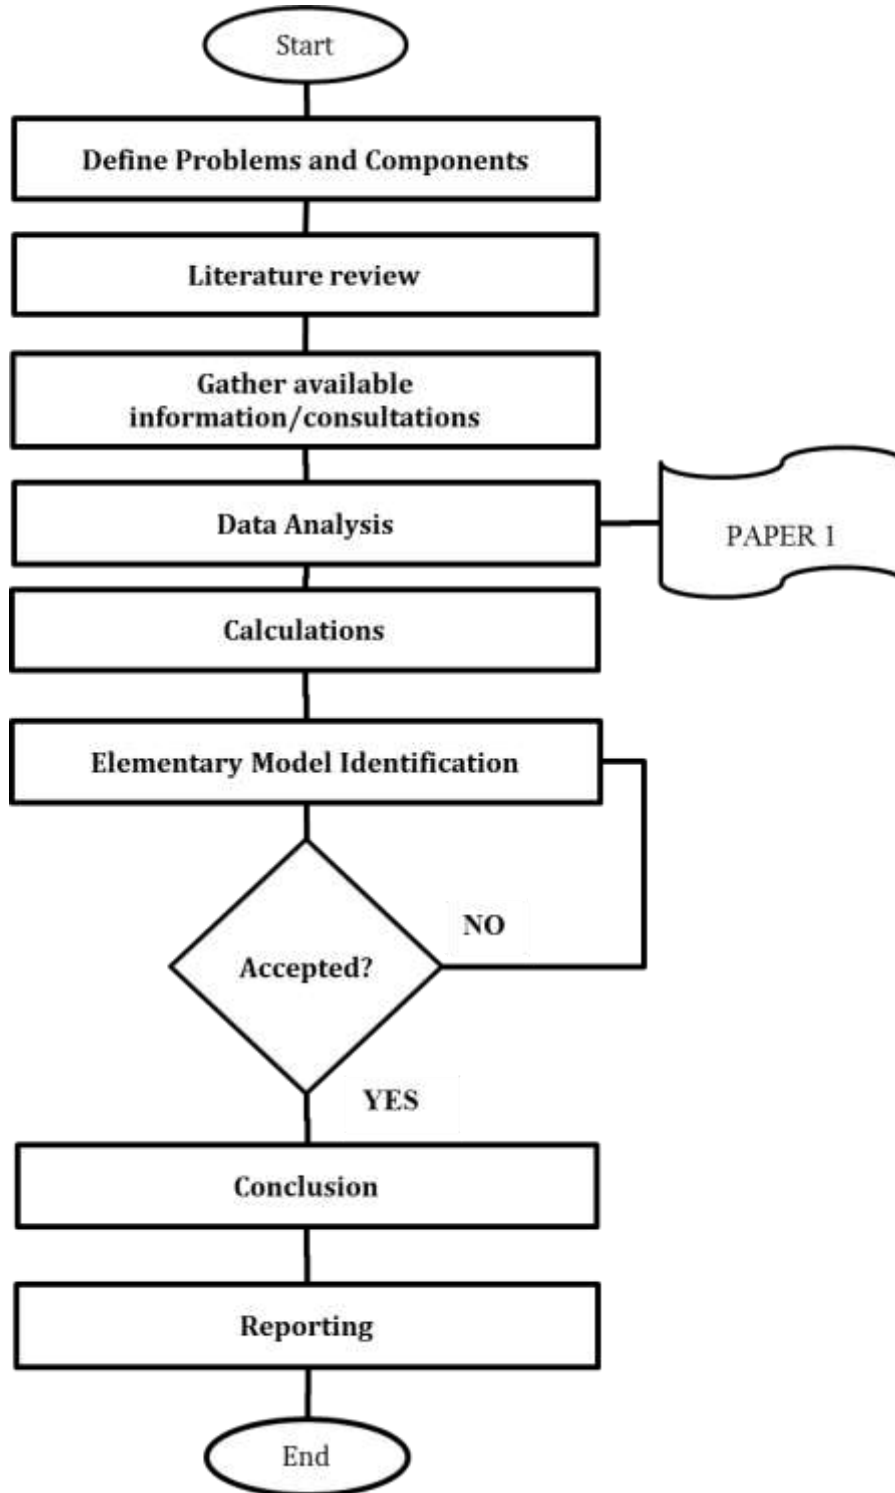 Start
Define Problems and Components
Literature review
Gather available
information/consultations
Data Analysis
PAPER 1
Calculations
Elementary Model Identification
NO
Accepted?
YES
Conclusion
Reporting
End